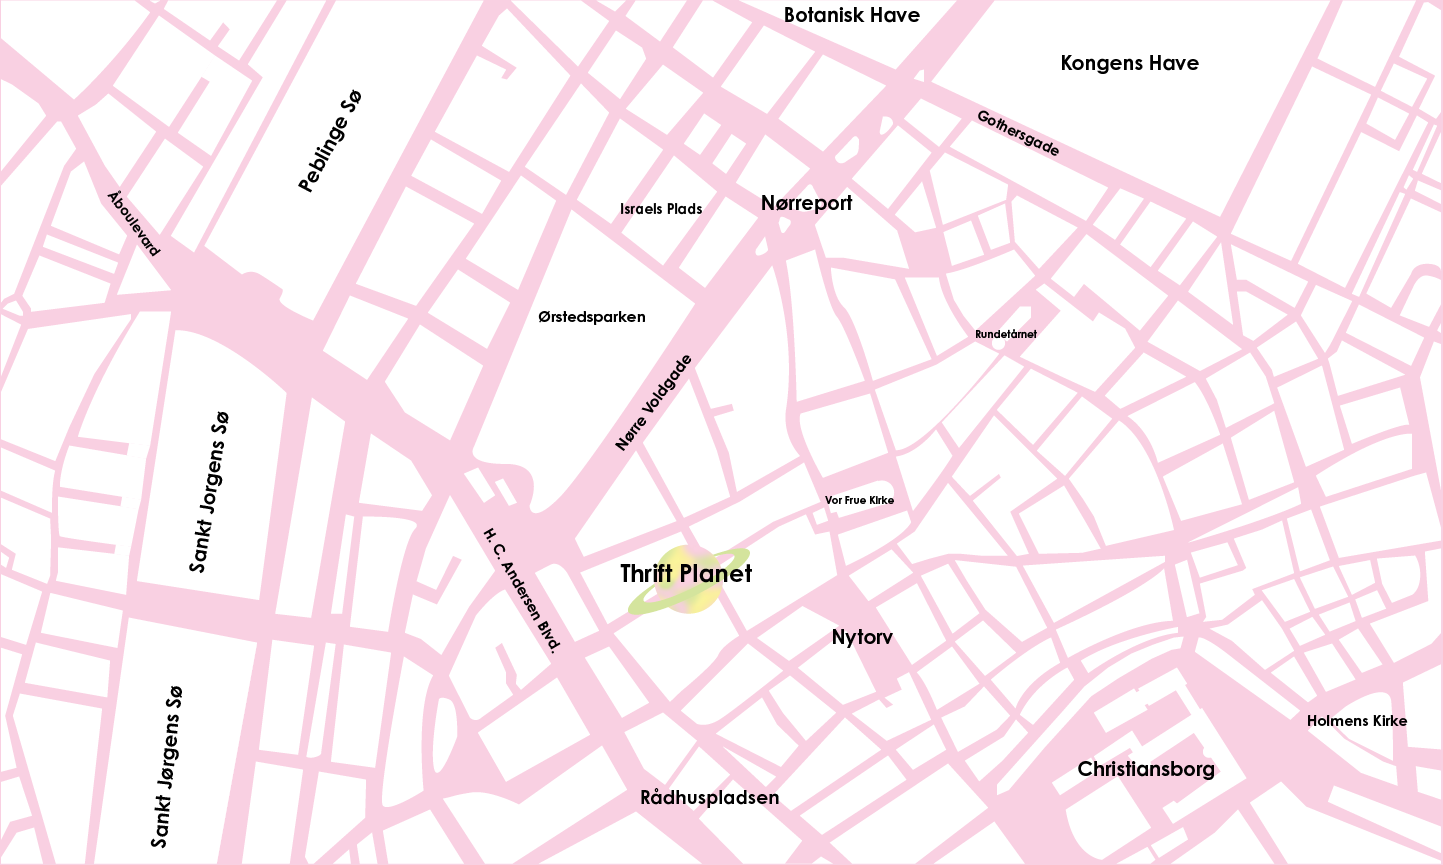 Botanisk Have
Kongens Have
Peblinge Sø
Gothersgade
Åboulevard
Israels Plads
Nørreport
Ørstedsparken
Rundetårnet
Nørre Voldgade
Sankt Jorgens Sø
Vor Frue Kirke
H. C. Andersen Blvd.
Thrift Planet
Nytorv
Sankt Jørgens Sø
Holmens Kirke
Christiansborg
Rådhuspladsen